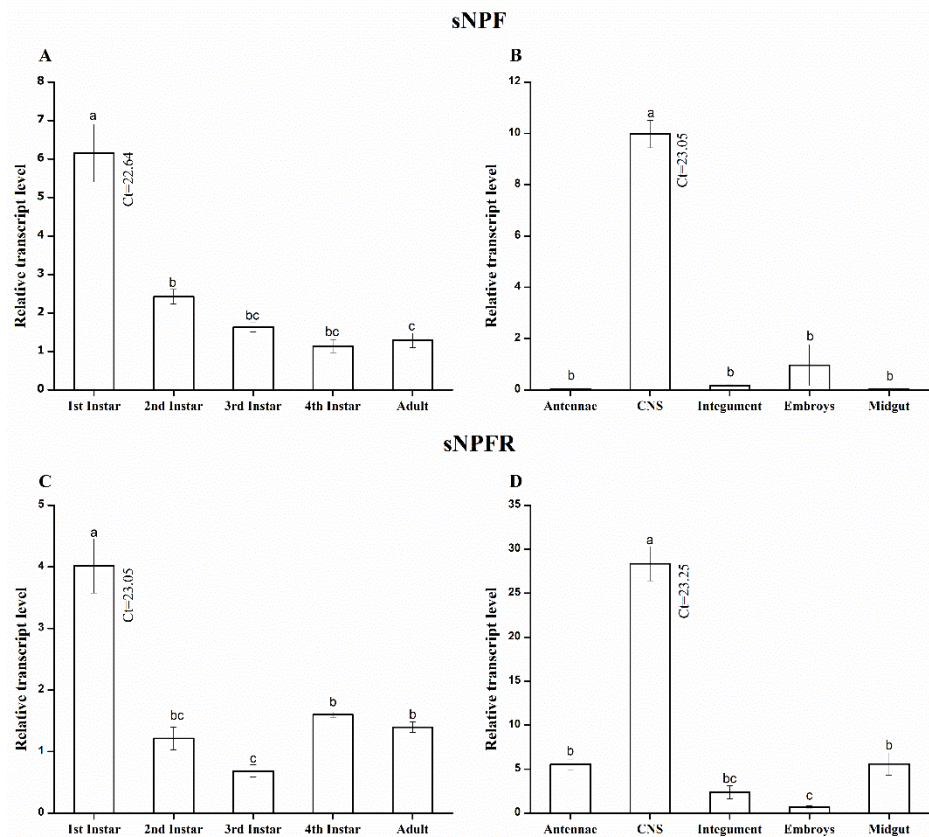 sNPF
A
Relative transcript level
8
7
6
5
4
3
2
1
0
a
Ct=22.64
b
bc
bc
c
1st Instar 2nd Instar 3rd Instar 4th Instar Adult
B
Relative transcript level
12
10
8
6
4
2
0
b
a
Ct=23.05
b
b
b
Antennae CNS Integument Embroys Midgut
sNPFR
C
Relative transcript level
5
4
3
2
1
0
a
Ct=23.05
bc
c
b
b
1st Instar 2nd Instar 3rd Instar 4th Instar Adult
D
Relative transcript level
35
30
25
20
15
10
5
0
b
a
Ct=23.25
bc
c
b
Antennae CNS Integument Embroys Midgut